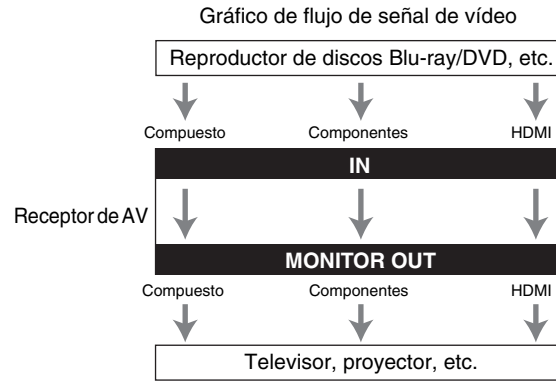 Gráfico de flujo de señal de vídeo
Reproductor de discos Blu-ray/DVD, etc.
Compuesto Componentes HDMI
IN
Receptor de AV
MONITOR OUT
Compuesto Componentes HDMI
Televisor, proyector, etc.